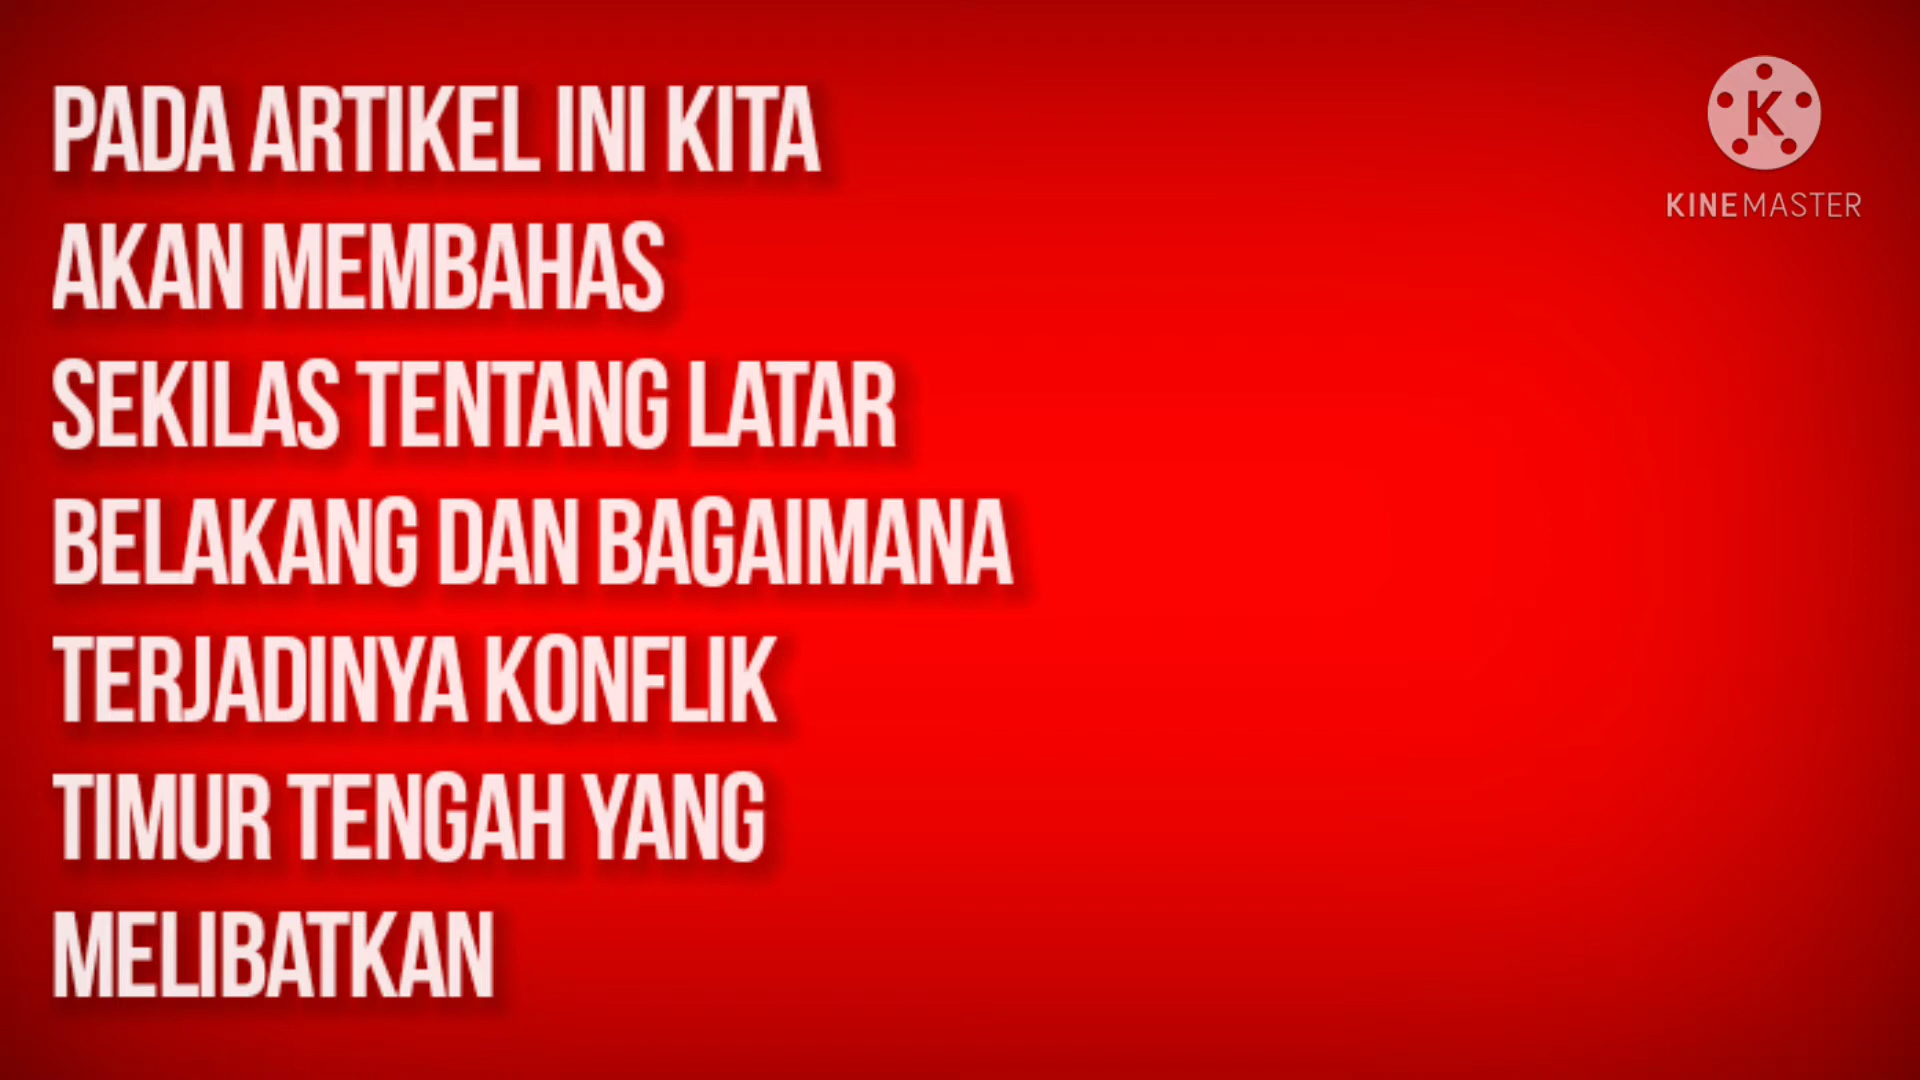 PADA ARTIKEL INI KITA
AKAN MEMBAHAS
SEKILAS TENTANG LATAR
BELAKANG DAN BAGAIMANA
TERJADINYA KONFLIK
TIMUR TENGAH YANG
MELIBATKAN
K
KINEMASTER